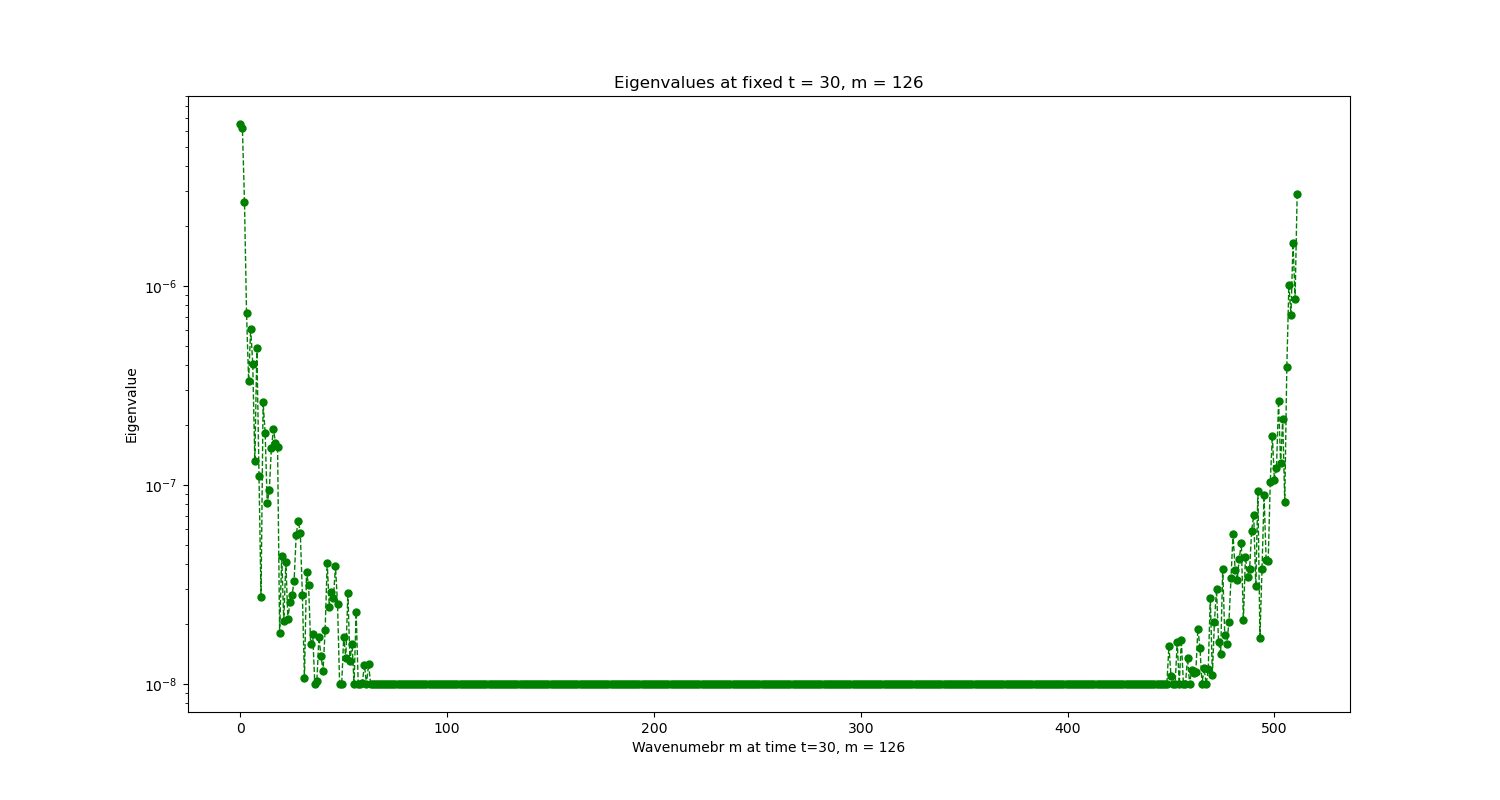 Eigenvalues at fixed t = 30, m = 126
Eigenvalue
10⁻⁶
10⁻⁷
10⁻⁸
0 100 200 300 400 500
Wavenumebr m at time t=30, m = 126